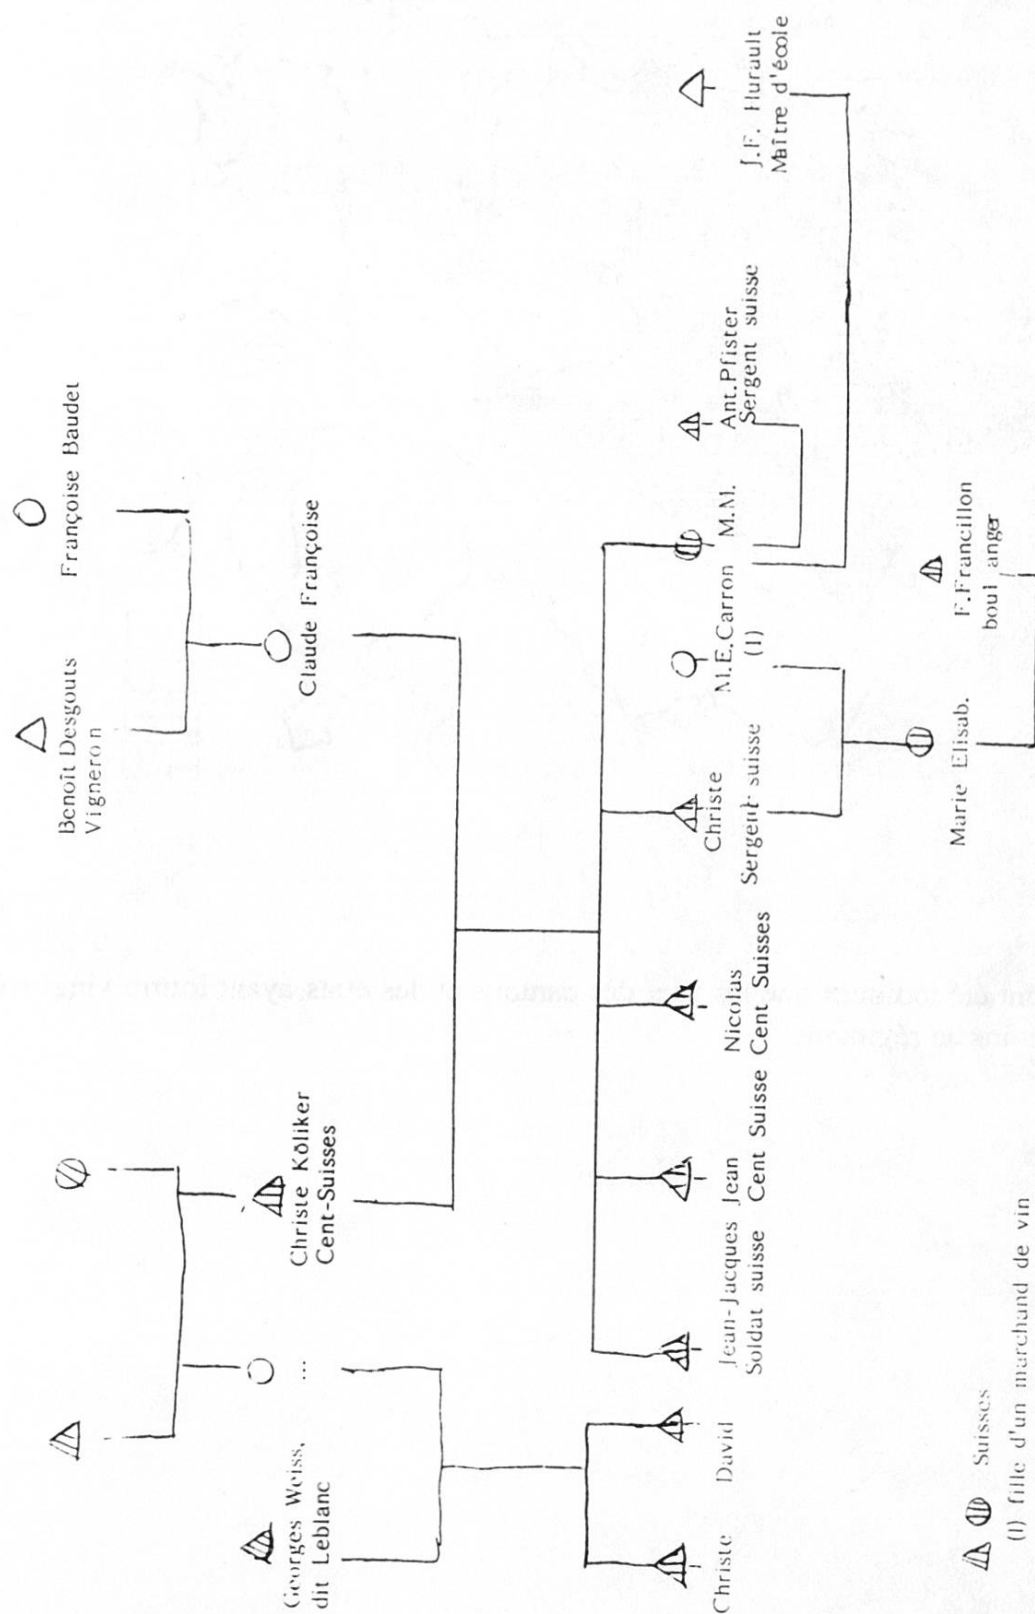 Benoît Desgouts
Vigneron
Françoise Baudet
Georges Weiss,
dit Leblanc
...
Christe Köliker
Cent-Suisses
Claude Françoise
Christe
David
Jean-Jacques
Soldat suisse
Jean
Cent Suisse
Nicolas
Cent Suisses
Christe
Sergent suisse
M.E.Carron
(1)
M.M.
Ant.Pfister
Sergent suisse
J.F. Hurault
Maître d'école
Marie Elisab.
F.Francillon
boul anger
Suisses
(1) fille d'un marchand de vin